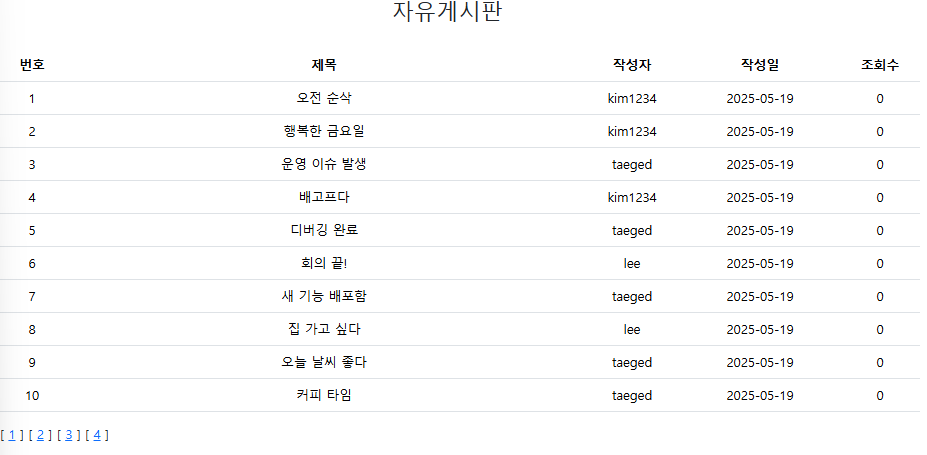 자유게시판
번호 제목 작성자 작성일 조회수
1 오전 순삭 kim1234 2025-05-19 0
2 행복한 금요일 kim1234 2025-05-19 0
3 운영 이슈 발생 taeged 2025-05-19 0
4 배고프다 kim1234 2025-05-19 0
5 디버깅 완료 taeged 2025-05-19 0
6 회의 끝! lee 2025-05-19 0
7 새 기능 배포함 taeged 2025-05-19 0
8 집 가고 싶다 lee 2025-05-19 0
9 오늘 날씨 좋다 taeged 2025-05-19 0
10 커피 타임 taeged 2025-05-19 0
[ 1 ] [ 2 ] [ 3 ] [ 4 ]